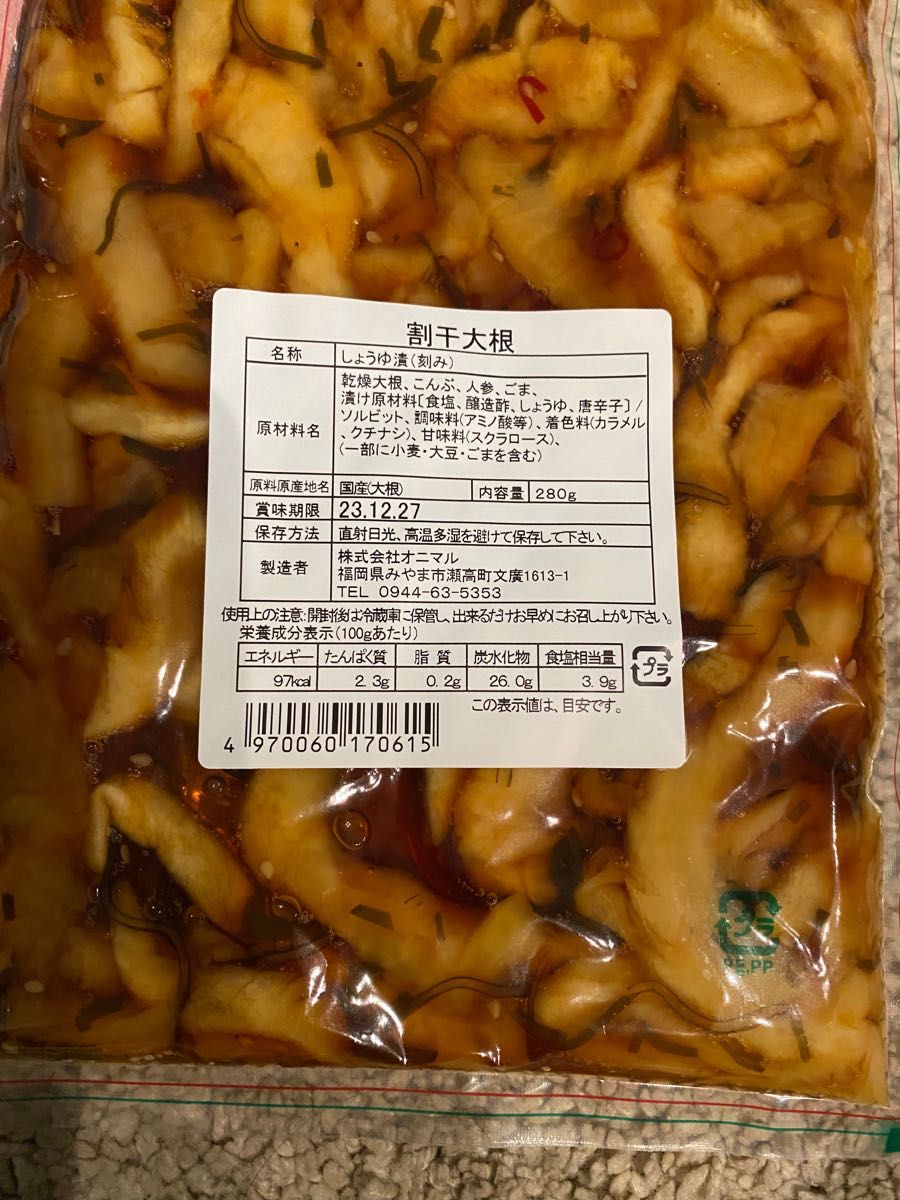 割干大根
名称 しょうゆ漬(刻み)
原材料名 乾燥大根、こんぶ、人参、ごま、
漬け原材料〔食塩、醸造酢、しょうゆ、唐辛子〕/
ソルビット、調味料(アミノ酸等)、着色料(カラメル
、クチナシ)、甘味料(スクラロース)、
(一部に小麦・大豆・ごまを含む)
原料原産地名 国産(大根) 内容量 280g
賞味期限 23.12.27
保存方法 直射日光、高温多湿を避けて保存して下さい。
製造者 株式会社オニマル
福岡県みやま市瀬高町文廣1613-1
TEL 0944-63-5353
使用上の注意:開封後は冷蔵庫に保管し、出来るだけお早めにお召し上がり下さい。
栄養成分表示(100gあたり)
エネルギー たんぱく質 脂質 炭水化物 食塩相当量
97kcal 2.3g 0.2g 26.0g 3.9g
プラ
この表示値は、目安です。
4 970060 170615
プラ
PE.PP